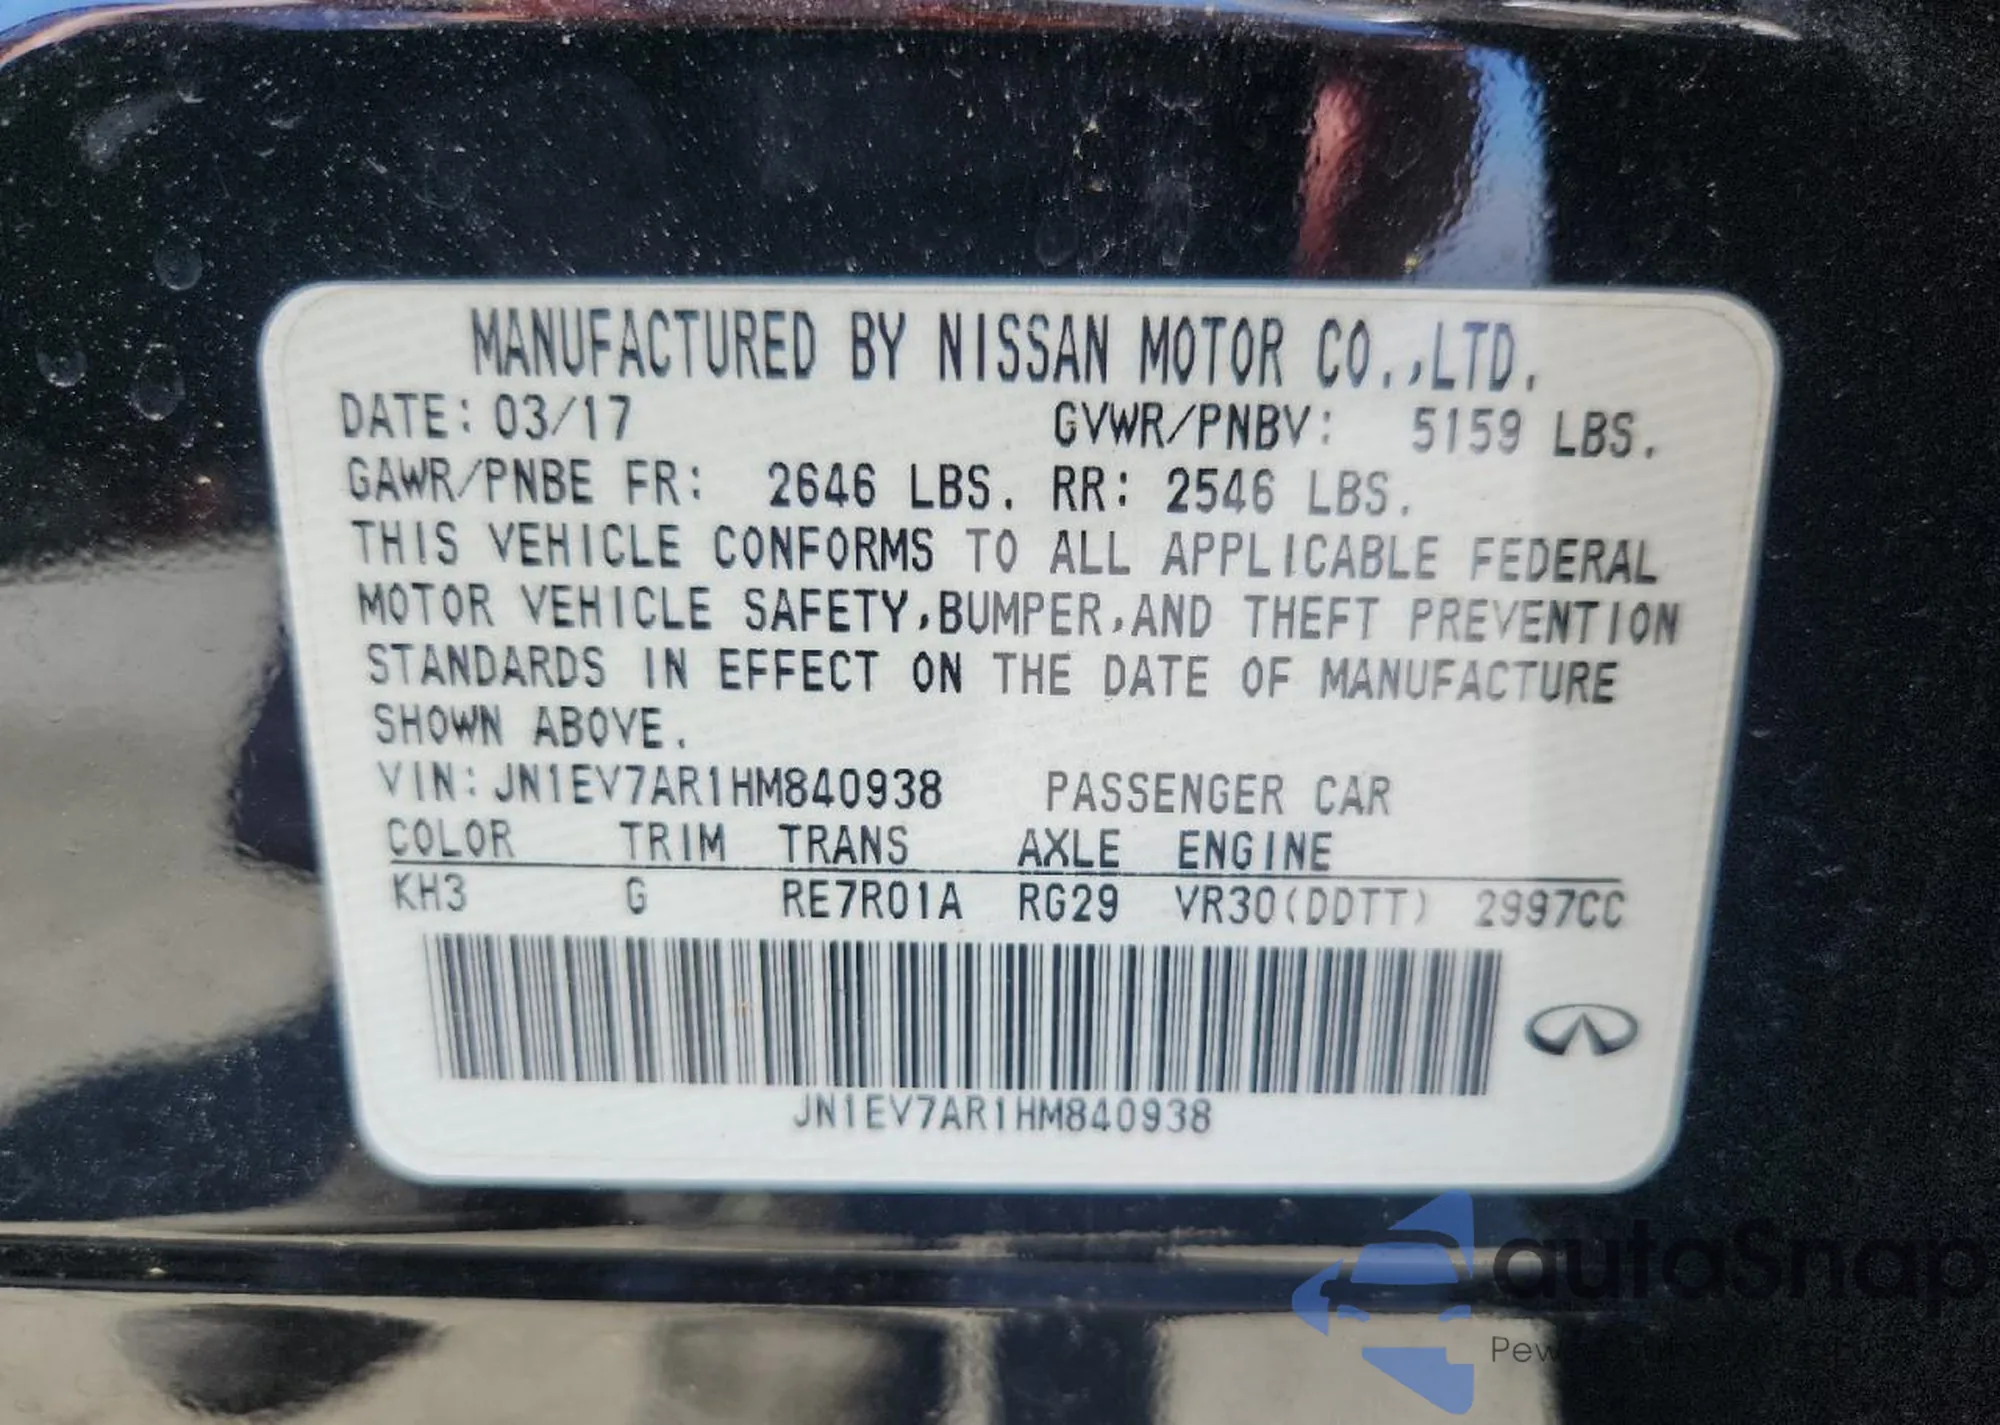 MANUFACTURED BY NISSAN MOTOR CO.,LTD.
DATE: 03/17 GVWR/PNBV: 5159 LBS.
GAWR/PNBE FR: 2646 LBS. RR: 2546 LBS.
THIS VEHICLE CONFORMS TO ALL APPLICABLE FEDERAL
MOTOR VEHICLE SAFETY,BUMPER,AND THEFT PREVENTION
STANDARDS IN EFFECT ON THE DATE OF MANUFACTURE
SHOWN ABOVE.
VIN: JN1EV7AR1HM840938 PASSENGER CAR
COLOR TRIM TRANS AXLE ENGINE
KH3 G RE7R01A RG29 VR30(DDTT) 2997CC
JN1EV7AR1HM840938
autoSnap